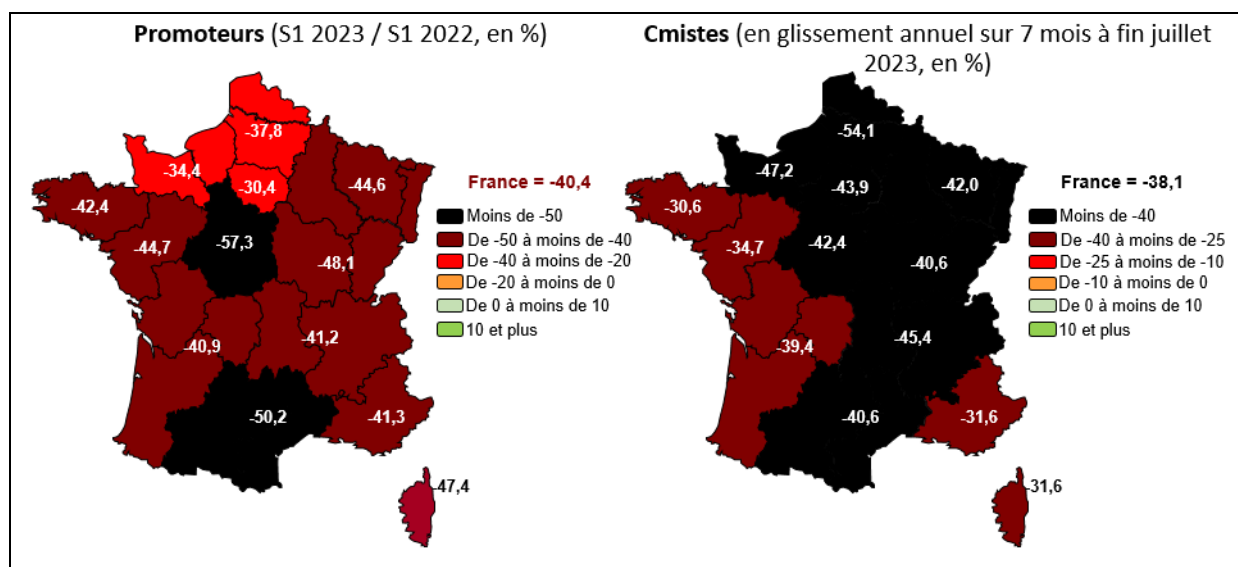 Promoteurs (S1 2023 / S1 2022, en %)
-37,8
-34,4
-30,4
-44,6
-42,4
-44,7
-57,3
-48,1
-40,9
-41,2
-50,2
-41,3
-47,4
France = -40,4
Moins de -50
De -50 à moins de -40
De -40 à moins de -20
De -20 à moins de 0
De 0 à moins de 10
10 et plus
Cmistes (en glissement annuel sur 7 mois à fin juillet
2023, en %)
-54,1
-47,2
-43,9
-42,0
-30,6
-34,7
-42,4
-40,6
-39,4
-45,4
-40,6
-31,6
-31,6
France = -38,1
Moins de -40
De -40 à moins de -25
De -25 à moins de -10
De -10 à moins de 0
De 0 à moins de 10
10 et plus